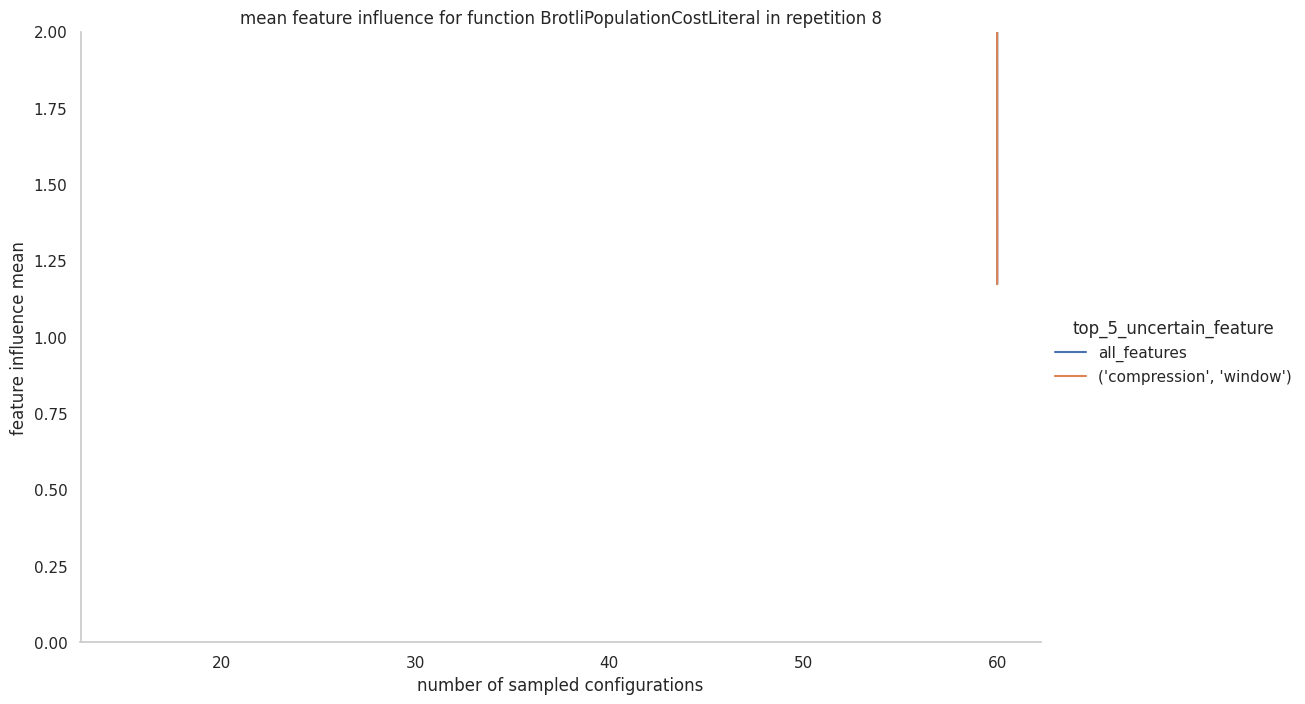 mean feature influence for function BrotliPopulationCostLiteral in repetition 8
2.00
1.75
1.50
1.25
1.00
0.75
0.50
0.25
0.00
feature influence mean
20 30 40 50 60
number of sampled configurations
top_5_uncertain_feature
all_features
('compression', 'window')